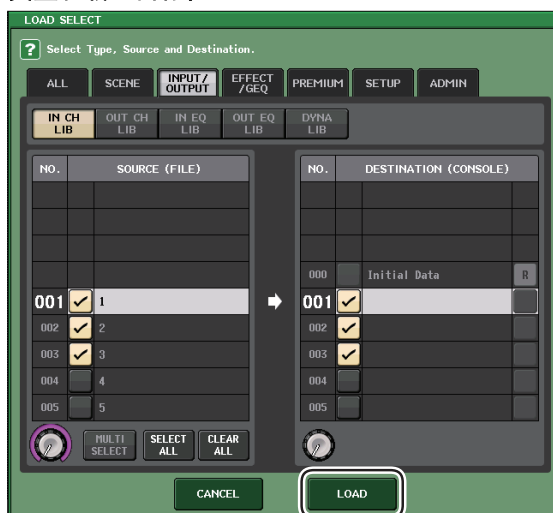 LOAD SELECT
? Select Type, Source and Destination.
ALL SCENE INPUT/ OUTPUT EFFECT /GEQ PREMIUM SETUP ADMIN
IN CH LIB OUT CH LIB IN EQ LIB OUT EQ LIB DYNA LIB
NO. SOURCE (FILE) NO. DESTINATION (CONSOLE)
000 Initial Data R
001 1 001
002 2 002
003 3 003
004 4 004
005 5 005
MULTI SELECT SELECT ALL CLEAR ALL
CANCEL LOAD